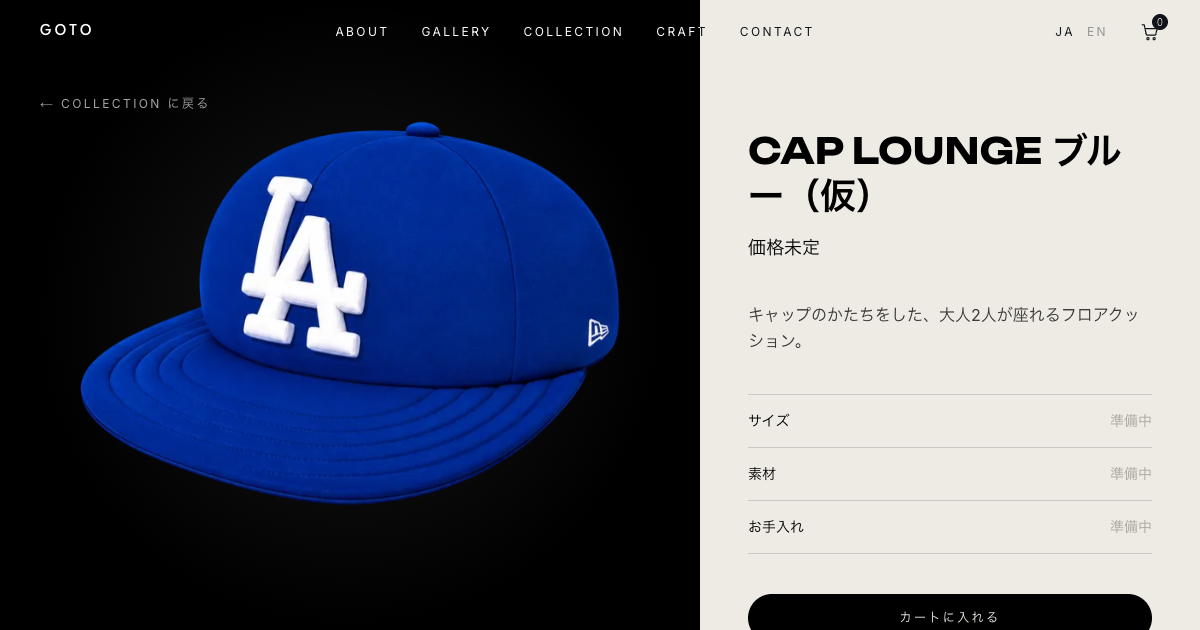 GOTO
ABOUT
GALLERY
COLLECTION
CRAFT
CONTACT
JA
EN
0
← COLLECTION に戻る
LA
CAP LOUNGE ブル
ー（仮）
価格未定
キャップのかたちをした、大人2人が座れるフロアクッ
ション。
サイズ 準備中
素材 準備中
お手入れ 準備中
カートに入れる